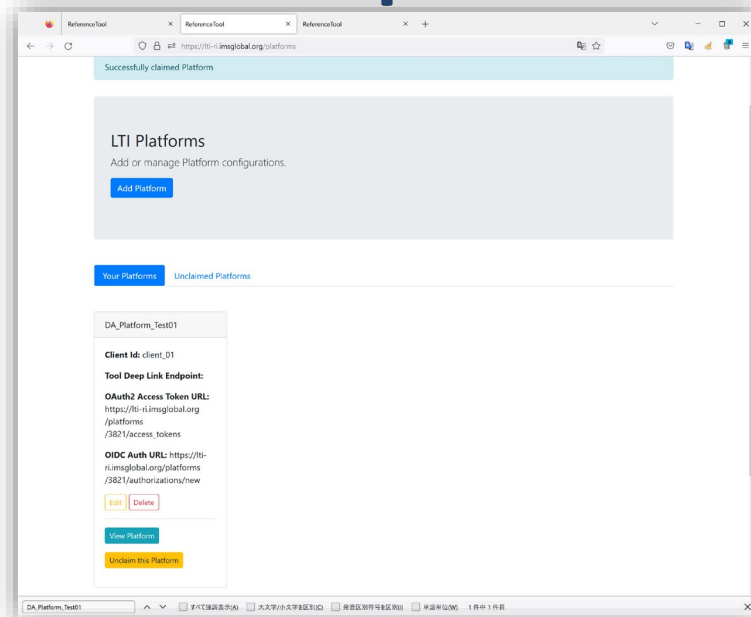 ReferenceTool
ReferenceTool
ReferenceTool
https://lti-ri.imsglobal.org/platforms
Successfully claimed Platform
LTI Platforms
Add or manage Platform configurations.
Add Platform
Your Platforms
Unclaimed Platforms
DA_Platform_Test01
Client Id: client_01
Tool Deep Link Endpoint:
OAuth2 Access Token URL:
https://lti-ri.imsglobal.org
/platforms
/3821/access_tokens
OIDC Auth URL: https://lti-
ri.imsglobal.org/platforms
/3821/authorizations/new
Edit
Delete
View Platform
Unclaim this Platform
DA_Platform_Test01
すべて強調表示(A)
大文字/小文字を区別(C)
発音区別符号を区別(I)
単語単位(W)
1 件中 1 件目